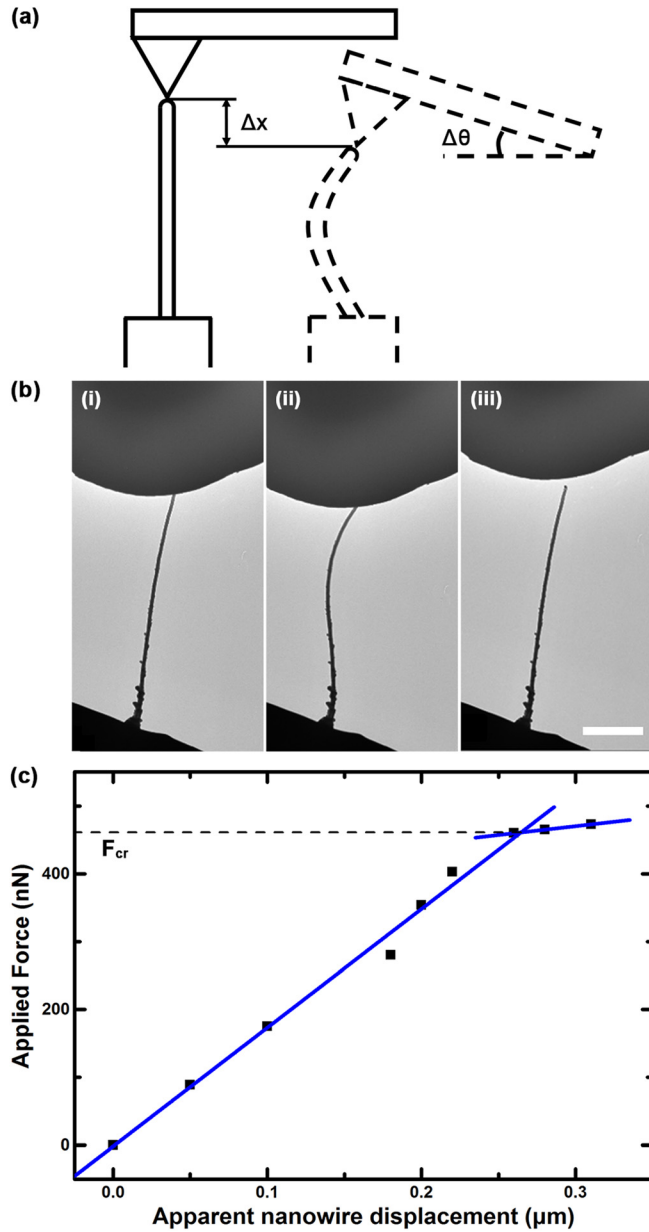 (a)
Δx
Δθ
(b)
(i)
(ii)
(iii)
(c)
F_cr
400
200
0
Applied Force (nN)
0.0
0.1
0.2
0.3
Apparent nanowire displacement (μm)